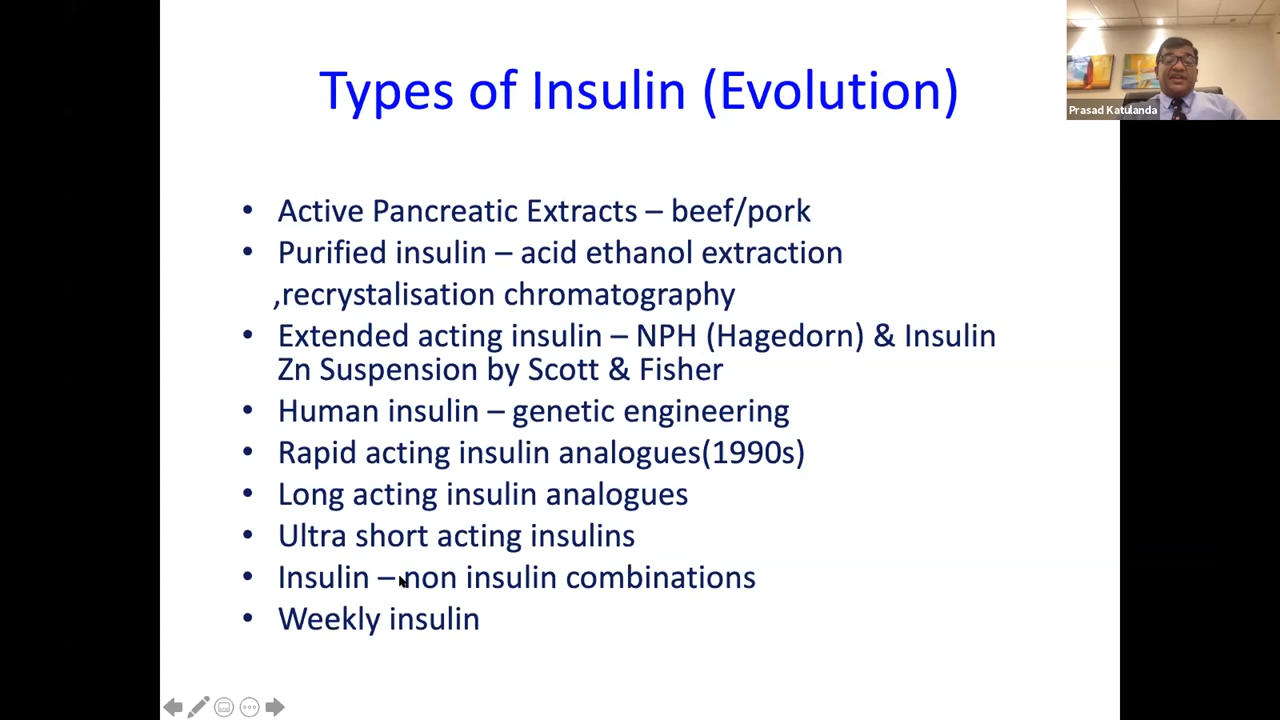 Types of Insulin (Evolution)
Prasad Katulanda
• Active Pancreatic Extracts – beef/pork
• Purified insulin – acid ethanol extraction
,recrystalisation chromatography
• Extended acting insulin – NPH (Hagedorn) & Insulin
Zn Suspension by Scott & Fisher
• Human insulin – genetic engineering
• Rapid acting insulin analogues(1990s)
• Long acting insulin analogues
• Ultra short acting insulins
• Insulin – non insulin combinations
• Weekly insulin